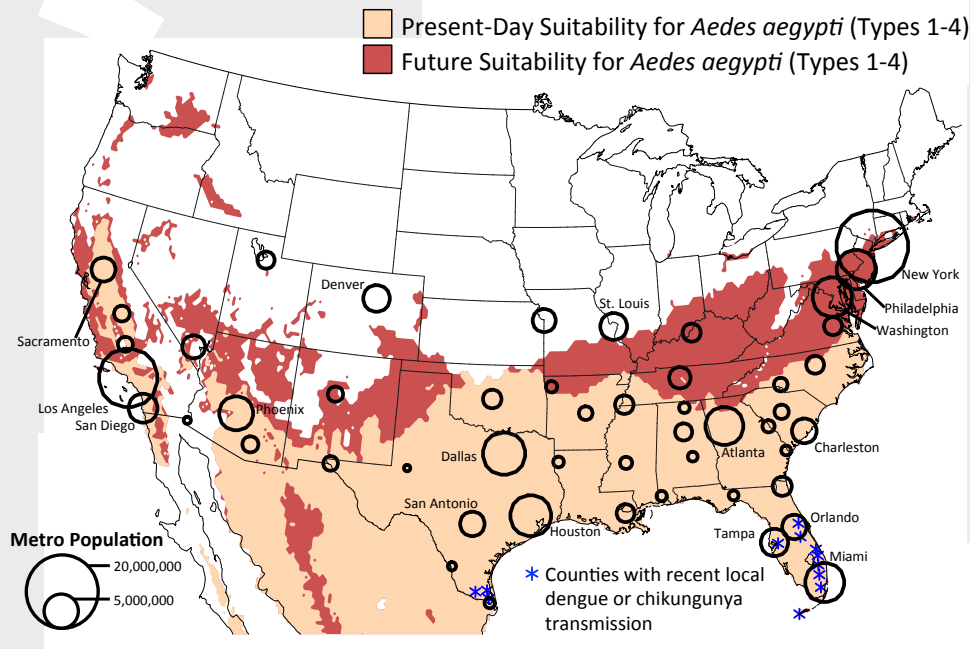 Present-Day Suitability for Aedes aegypti (Types 1-4)
Future Suitability for Aedes aegypti (Types 1-4)
New York
Denver
St. Louis
Philadelphia
Washington
Sacramento
Los Angeles
San Diego
Phoenix
Dallas
Atlanta
Charleston
San Antonio
Houston
Orlando
Tampa
Miami
Metro Population
20,000,000
5,000,000
* Counties with recent local
dengue or chikungunya
transmission